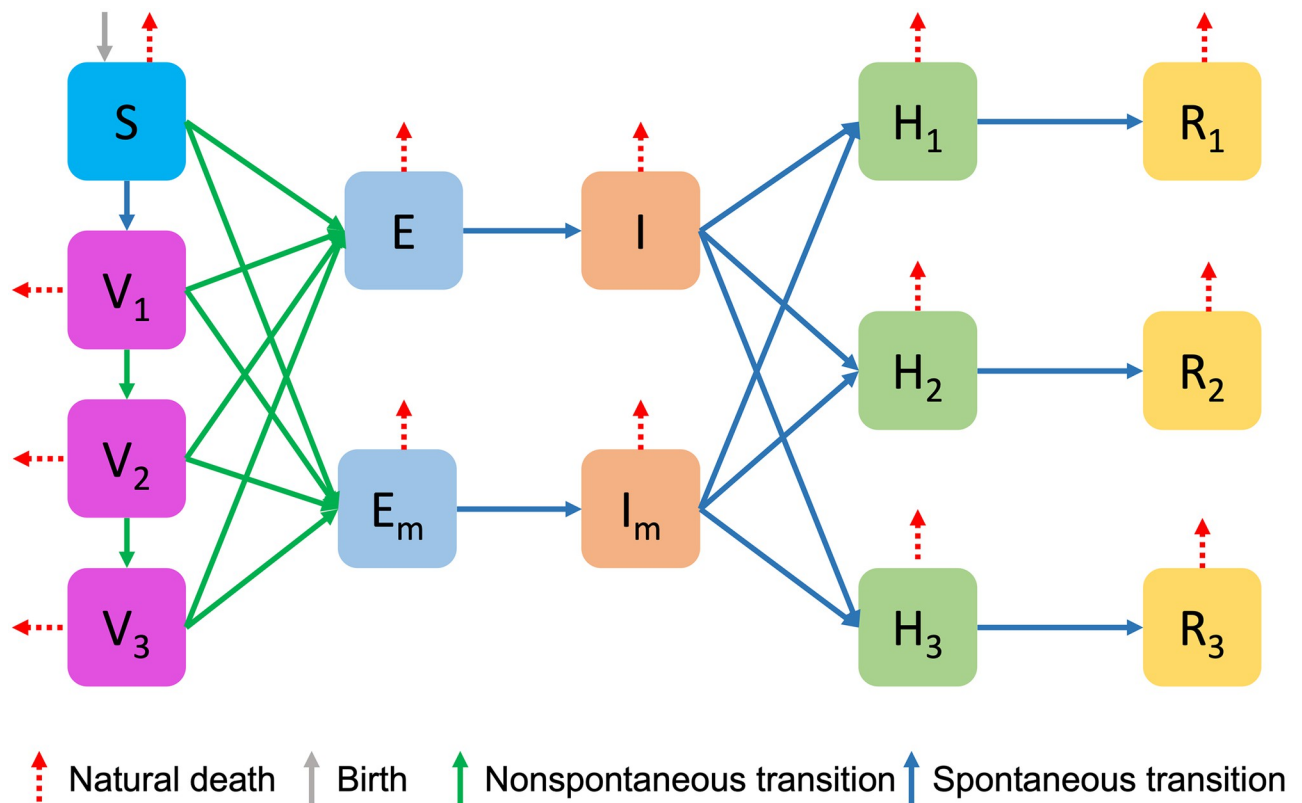 S
H₁
R₁
E
I
V₁
H₂
R₂
V₂
Eₘ
Iₘ
V₃
H₃
R₃
Natural death
Birth
Nonspontaneous transition
Spontaneous transition